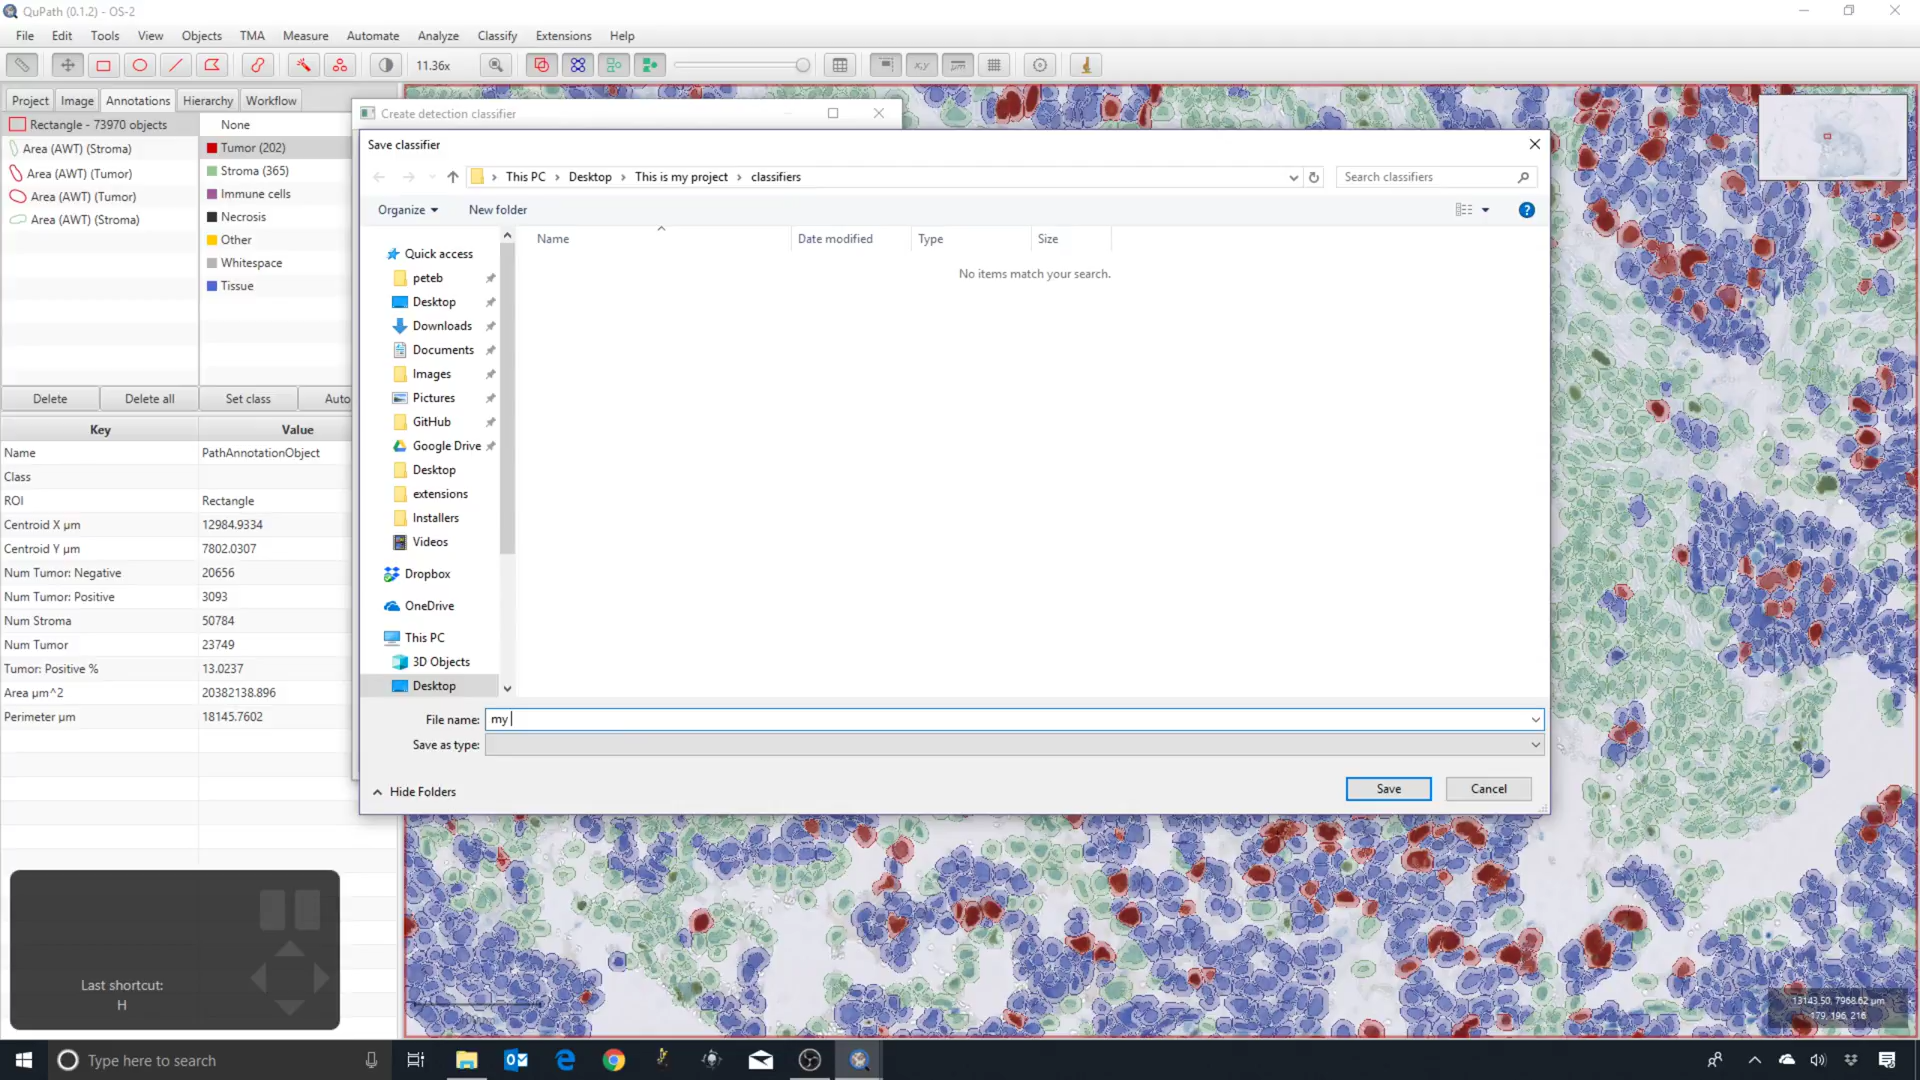 QuPath (0.1.2) - OS-2
File Edit Tools View Objects TMA Measure Automate Analyze Classify Extensions Help
11.36x
x,y
Project Image Annotations Hierarchy Workflow
Rectangle - 73970 objects
Area (AWT) (Stroma)
Area (AWT) (Tumor)
Area (AWT) (Tumor)
Area (AWT) (Stroma)
None
Tumor (202)
Stroma (365)
Immune cells
Necrosis
Other
Whitespace
Tissue
Delete Delete all Set class Auto
Key Value
Name PathAnnotationObject
Class
ROI Rectangle
Centroid X µm 12984.9334
Centroid Y µm 7802.0307
Num Tumor: Negative 20656
Num Tumor: Positive 3093
Num Stroma 50784
Num Tumor 23749
Tumor: Positive % 13.0237
Area µm^2 20382138.896
Perimeter µm 18145.7602
Last shortcut:
H
Create detection classifier
Save classifier
This PC Desktop This is my project classifiers
Search classifiers
Organize New folder
Name Date modified Type Size
No items match your search.
Quick access
peteb
Desktop
Downloads
Documents
Images
Pictures
GitHub
Google Drive
Desktop
extensions
Installers
Videos
Dropbox
OneDrive
This PC
3D Objects
Desktop
File name: my
Save as type:
Hide Folders
Save Cancel
13143.50, 7968.62 µm
179, 196, 216
Type here to search